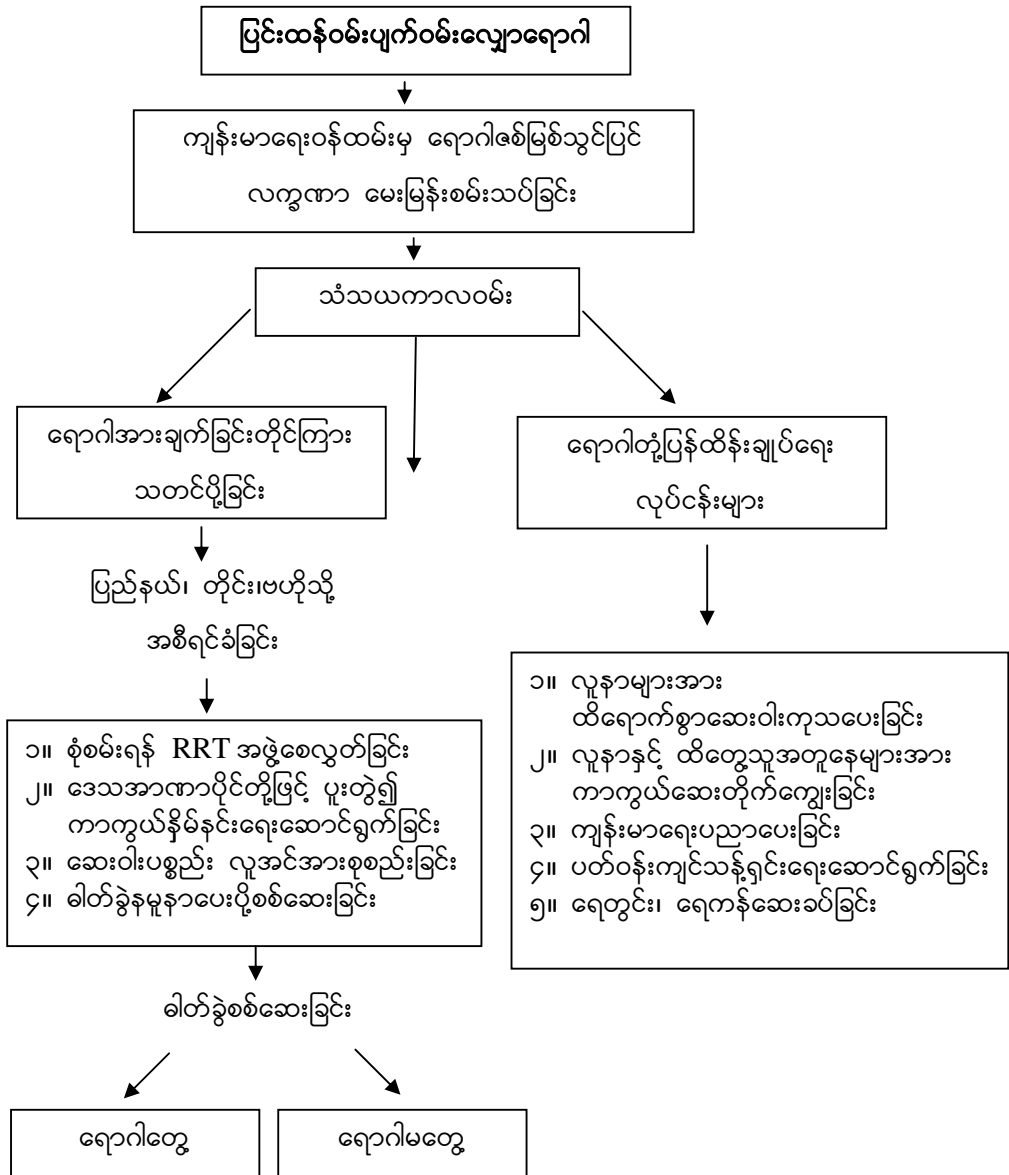 ပြင်းထန်ဝမ်းပျက်ဝမ်းလျှောရောဂါ
ကျန်းမာရေးဝန်ထမ်းမှ ရောဂါဇစ်မြစ်သွင်ပြင်
လက္ခဏာ မေးမြန်းစမ်းသပ်ခြင်း
သံသယကာလဝမ်း
ရောဂါအားချက်ခြင်းတိုင်ကြား
သတင်ပို့ခြင်း
ပြည်နယ်၊ တိုင်း၊ဗဟိုသို့
အစီရင်ခံခြင်း
၁။ စုံစမ်းရန် RRT အဖွဲ့စေလွှတ်ခြင်း
၂။ ဒေသအာဏာပိုင်တို့ဖြင့် ပူးတွဲ၍
ကာကွယ်နှိမ်နင်းရေးဆောင်ရွက်ခြင်း
၃။ ဆေးဝါးပစ္စည်း လူအင်အားစုစည်းခြင်း
၄။ ဓါတ်ခွဲနမူနာပေးပို့စစ်ဆေးခြင်း
ဓါတ်ခွဲစစ်ဆေးခြင်း
ရောဂါတွေ့
ရောဂါမတွေ့
ရောဂါတုံ့ပြန်ထိန်းချုပ်ရေး
လုပ်ငန်းများ
၁။ လူနာများအား
ထိရောက်စွာဆေးဝါးကုသပေးခြင်း
၂။ လူနာနှင့် ထိတွေ့သူအတူနေများအား
ကာကွယ်ဆေးတိုက်ကျွေးခြင်း
၃။ ကျန်းမာရေးပညာပေးခြင်း
၄။ ပတ်ဝန်းကျင်သန့်ရှင်းရေးဆောင်ရွက်ခြင်း
၅။ ရေတွင်း၊ ရေကန်ဆေးခပ်ခြင်း